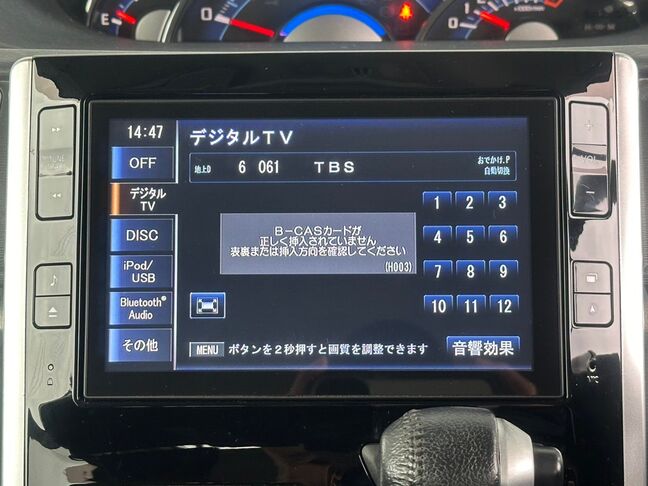 E
0
0
14:47
デジタルTV
OFF
地上D 6 061 TBS
おでかけ.P
自動切換
デジタル
TV
1 2 3
VOL
B-CASカードが
正しく挿入されていません
表裏または挿入方向を確認してください
(H003)
DISC
4 5 6
iPod/
USB
7 8 9
Bluetooth®
Audio
10 11 12
その他
MENU ボタンを2秒押すと画質を調整できます
音響効果